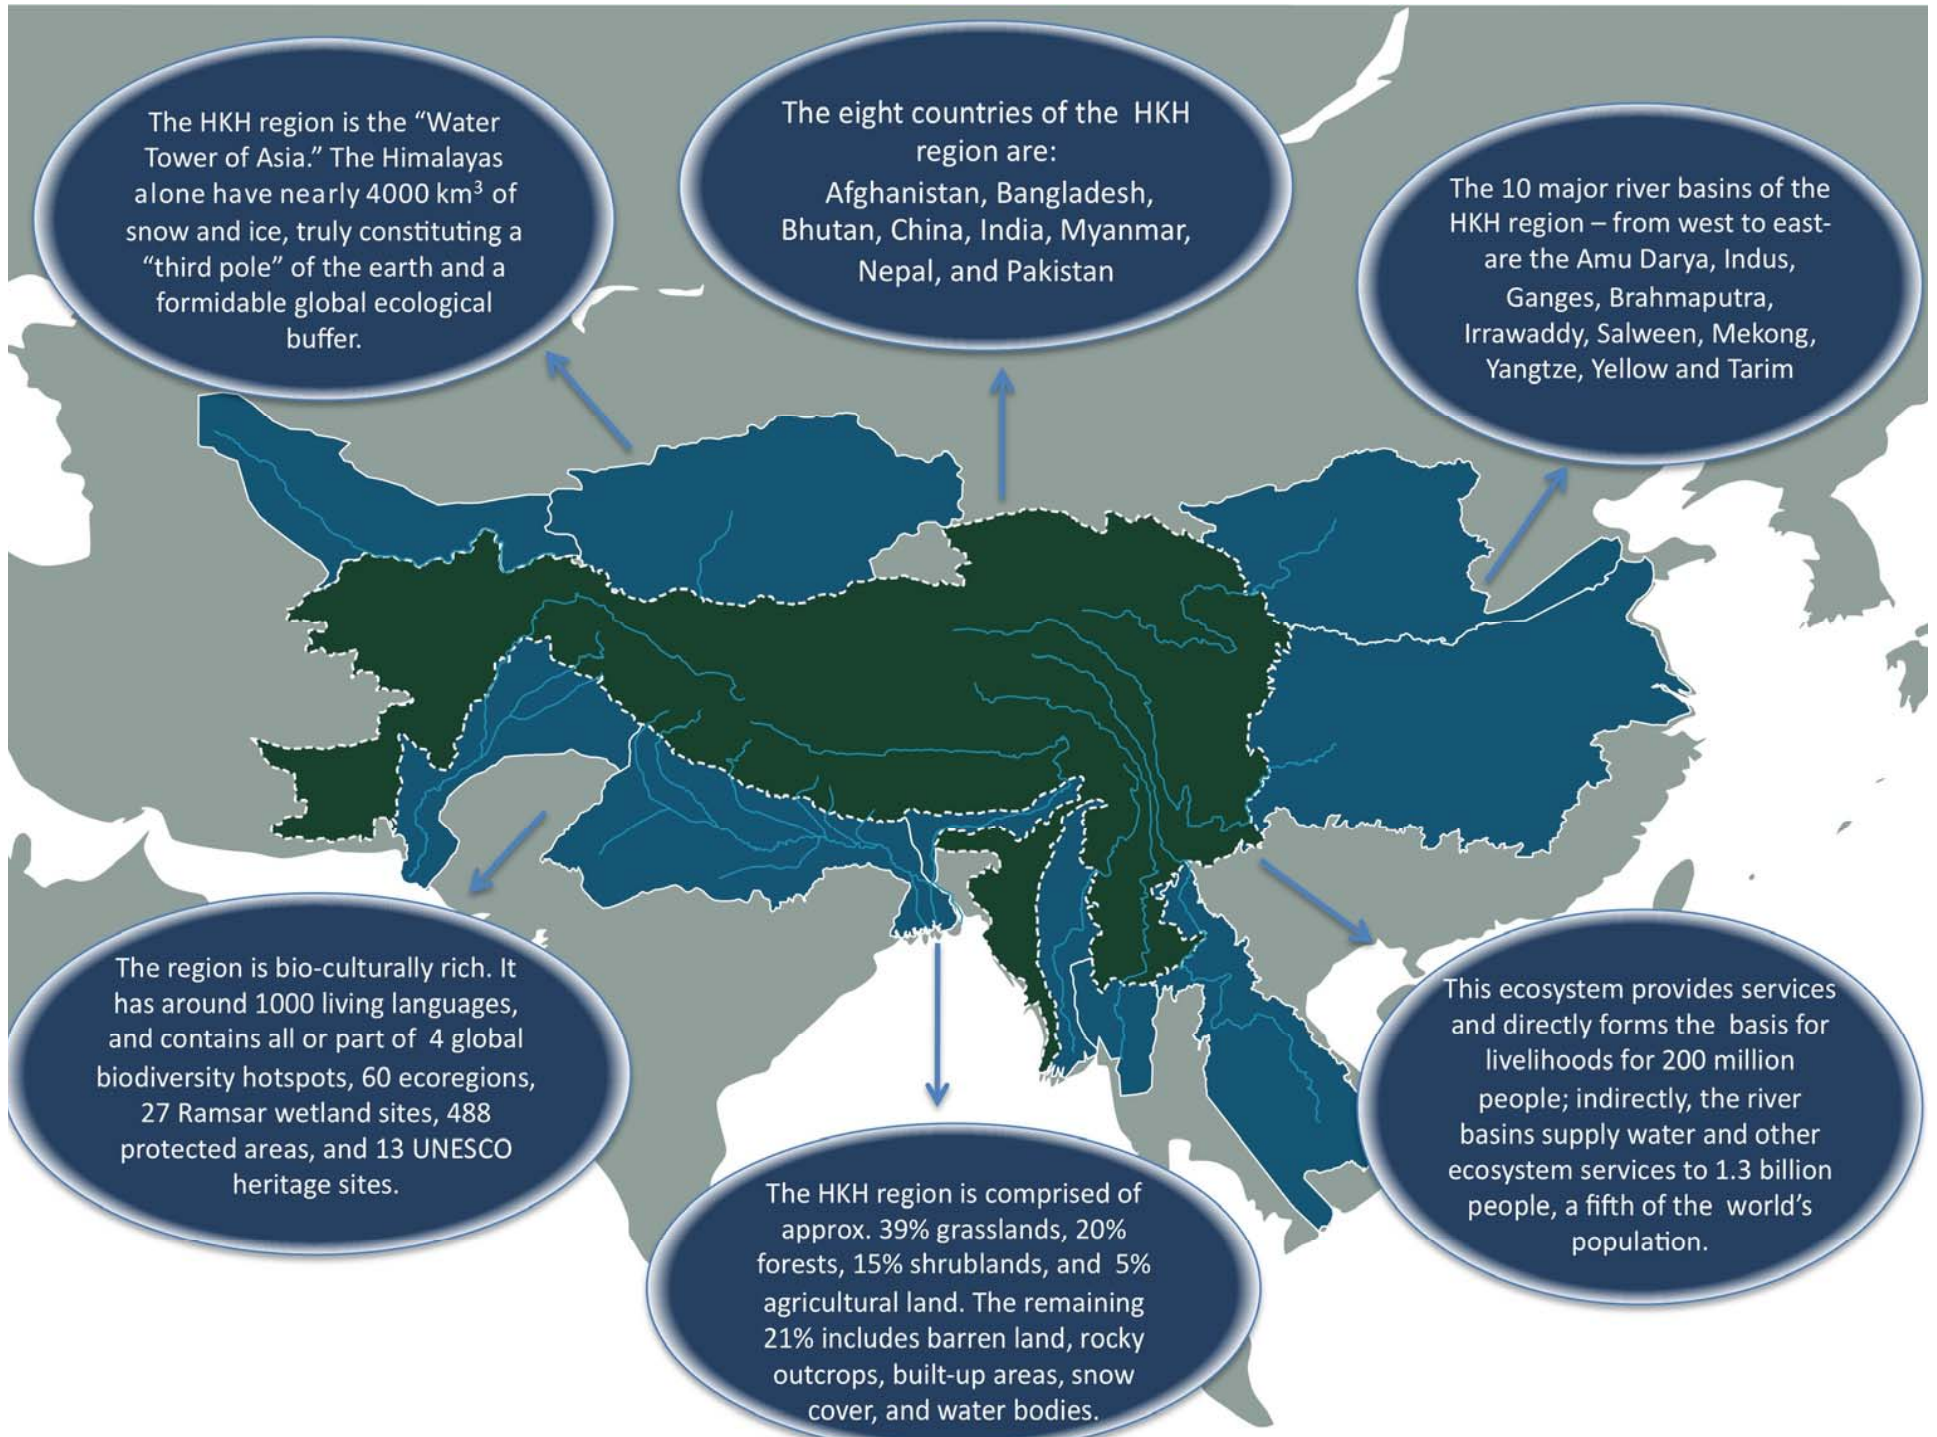 The HKH region is the “Water
Tower of Asia.” The Himalayas
alone have nearly 4000 km³ of
snow and ice, truly constituting a
“third pole” of the earth and a
formidable global ecological
buffer.
The eight countries of the HKH
region are:
Afghanistan, Bangladesh,
Bhutan, China, India, Myanmar,
Nepal, and Pakistan
The 10 major river basins of the
HKH region – from west to east-
are the Amu Darya, Indus,
Ganges, Brahmaputra,
Irrawaddy, Salween, Mekong,
Yangtze, Yellow and Tarim
The region is bio-culturally rich. It
has around 1000 living languages,
and contains all or part of 4 global
biodiversity hotspots, 60 ecoregions,
27 Ramsar wetland sites, 488
protected areas, and 13 UNESCO
heritage sites.
The HKH region is comprised of
approx. 39% grasslands, 20%
forests, 15% shrublands, and 5%
agricultural land. The remaining
21% includes barren land, rocky
outcrops, built-up areas, snow
cover, and water bodies.
This ecosystem provides services
and directly forms the basis for
livelihoods for 200 million
people; indirectly, the river
basins supply water and other
ecosystem services to 1.3 billion
people, a fifth of the world’s
population.